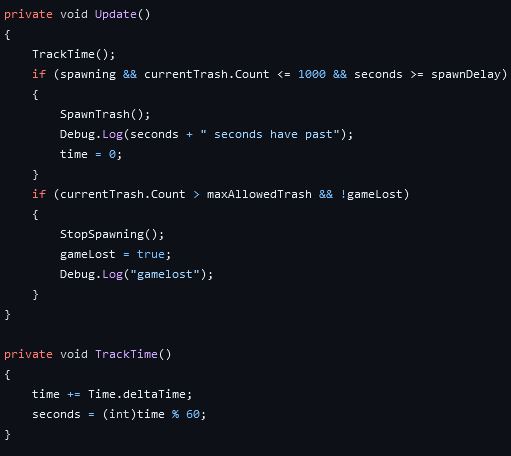 private void Update()
{
    TrackTime();
    if (spawning && currentTrash.Count <= 1000 && seconds >= spawnDelay)
    {
        SpawnTrash();
        Debug.Log(seconds + " seconds have past");
        time = 0;
    }
    if (currentTrash.Count > maxAllowedTrash && !gameLost)
    {
        StopSpawning();
        gameLost = true;
        Debug.Log("gamelost");
    }
}

private void TrackTime()
{
    time += Time.deltaTime;
    seconds = (int)time % 60;
}